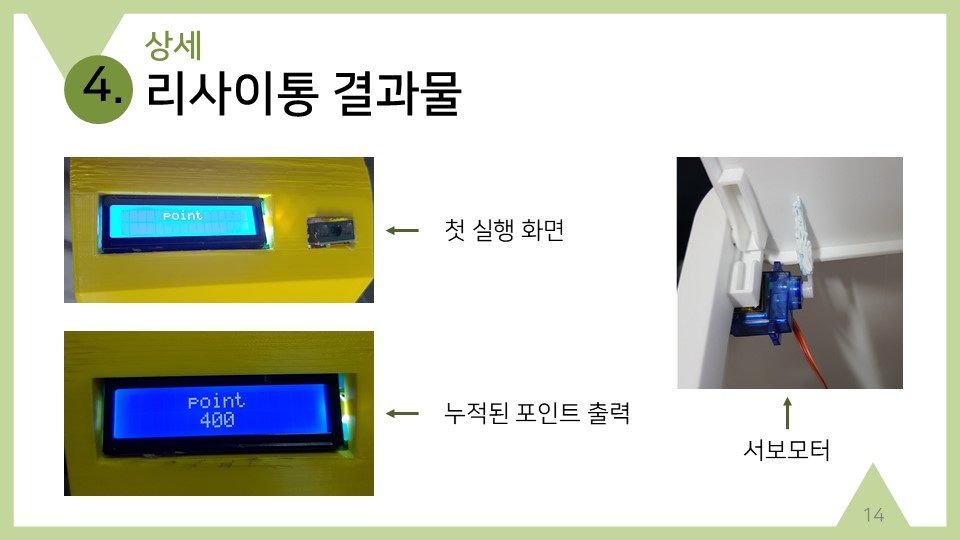 상세
4. 리사이통 결과물
point
첫 실행 화면
point
400
누적된 포인트 출력
서보모터
14